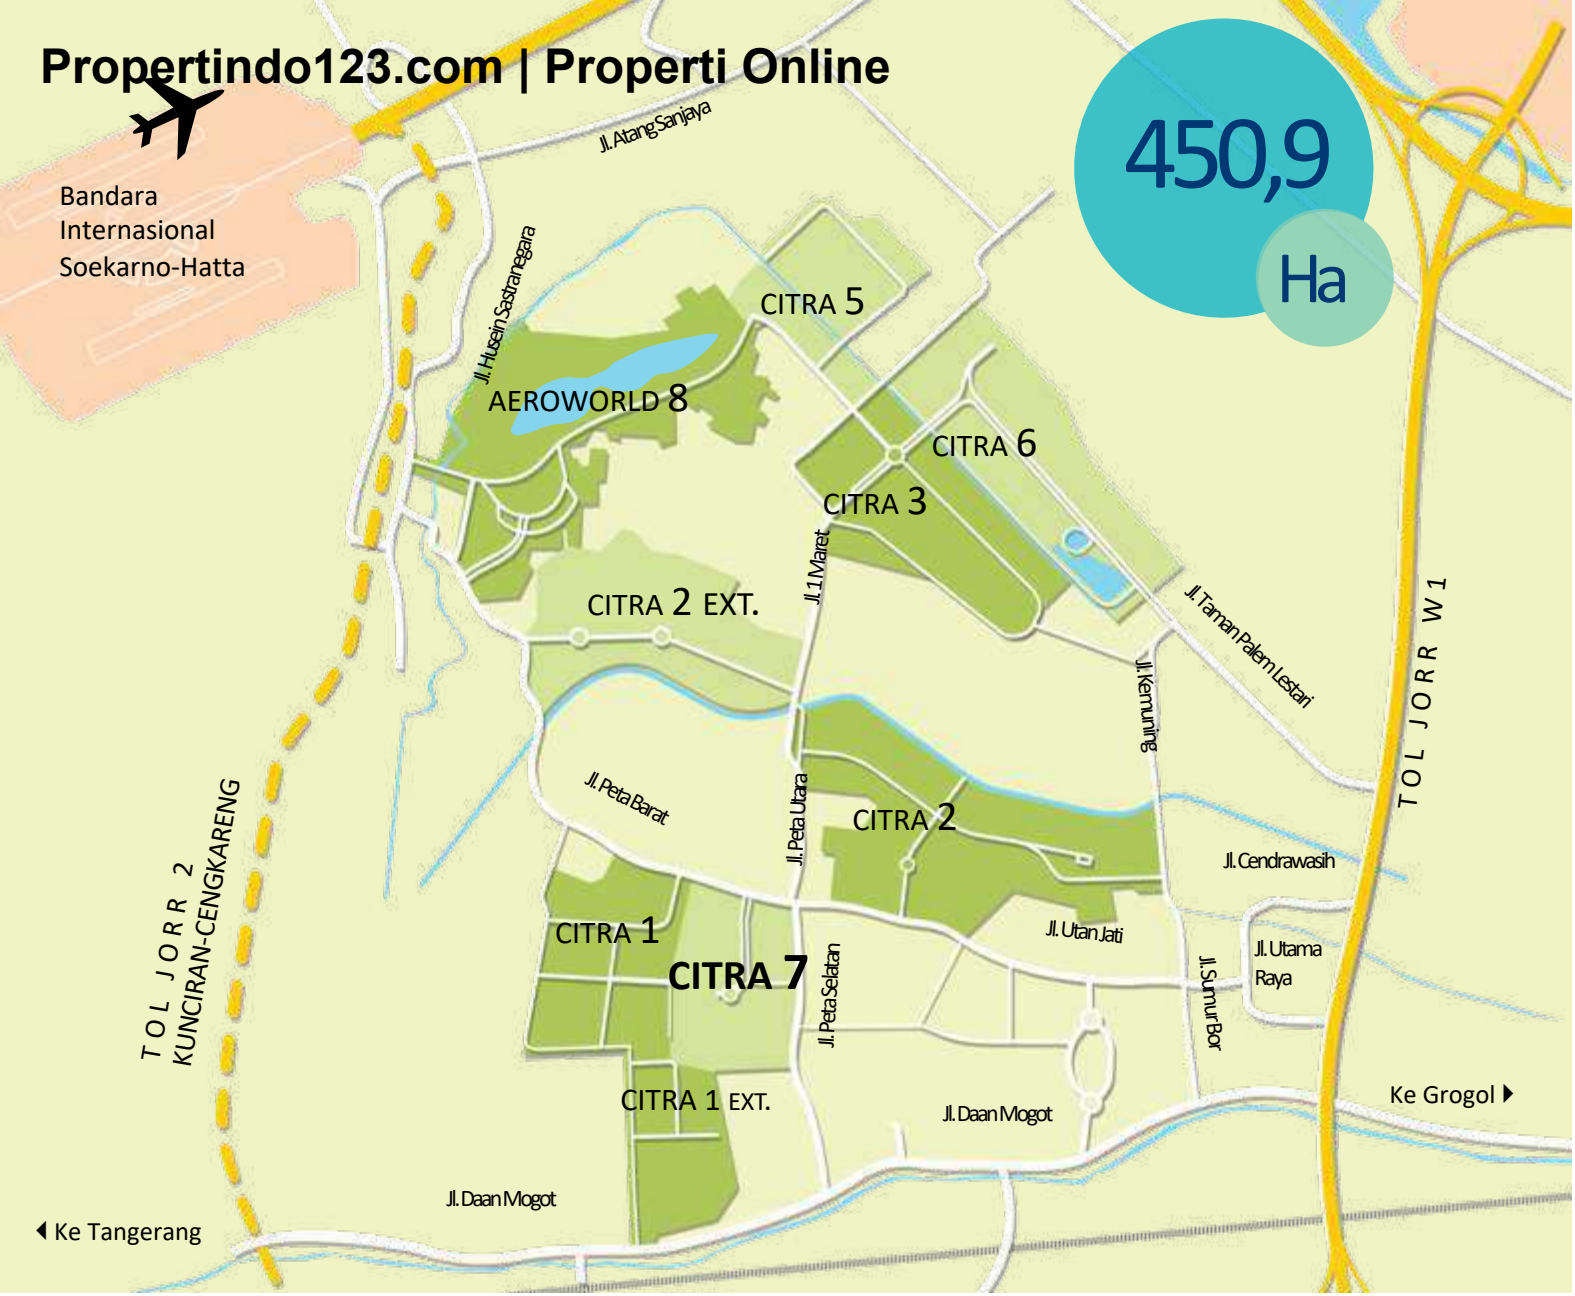 Propertindo123.com | Properti Online
450,9
Ha
Jl. Atang Sanjaya
Bandara
Internasional
Soekarno-Hatta
Jl. Husein Sastranegara
CITRA 5
AEROWORLD 8
CITRA 6
CITRA 3
Jl. 1 Maret
CITRA 2 EXT.
Jl. Taman Palem Lestari
TOL JORR W1
Jl. Kemuning
Jl. Peta Barat
Jl. Peta Utara
CITRA 2
TOL JORR 2
KUNCIRAN-CENGKARENG
Jl. Cendrawasih
CITRA 1
Jl. Utan Jati
Jl. Utama
Raya
CITRA 7
Jl. Peta Selatan
Jl. Sumur Bor
CITRA 1 EXT.
Jl. Daan Mogot
Ke Grogol
Jl. Daan Mogot
Ke Tangerang